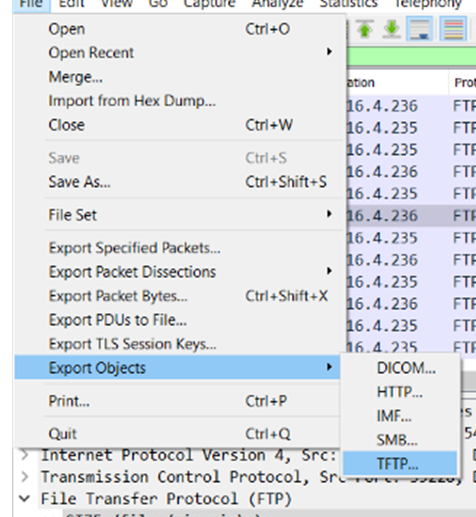 File Edit View Go Capture Analyze Statistics Telephony
Open Ctrl+O
Open Recent
Merge...
Import from Hex Dump...
Close Ctrl+W
Save Ctrl+S
Save As... Ctrl+Shift+S
File Set
Export Specified Packets...
Export Packet Dissections
Export Packet Bytes... Ctrl+Shift+X
Export PDUs to File...
Export TLS Session Keys...
Export Objects
Print... Ctrl+P
Quit Ctrl+Q
ation Prot
16.4.236 FTP
16.4.235 FTP
16.4.235 FTP
16.4.236 FTP
16.4.235 FTP
16.4.236 FTP
16.4.235 FTP
16.4.236 FTP
16.4.235 FTP
16.4.236 FTP
16.4.235 FTP
16.4.235 FTP
DICOM...
HTTP...
IMF...
SMB...
TFTP...
Internet Protocol Version 4, Src:
Transmission Control Protocol, Src Port: 59228,
File Transfer Protocol (FTP)